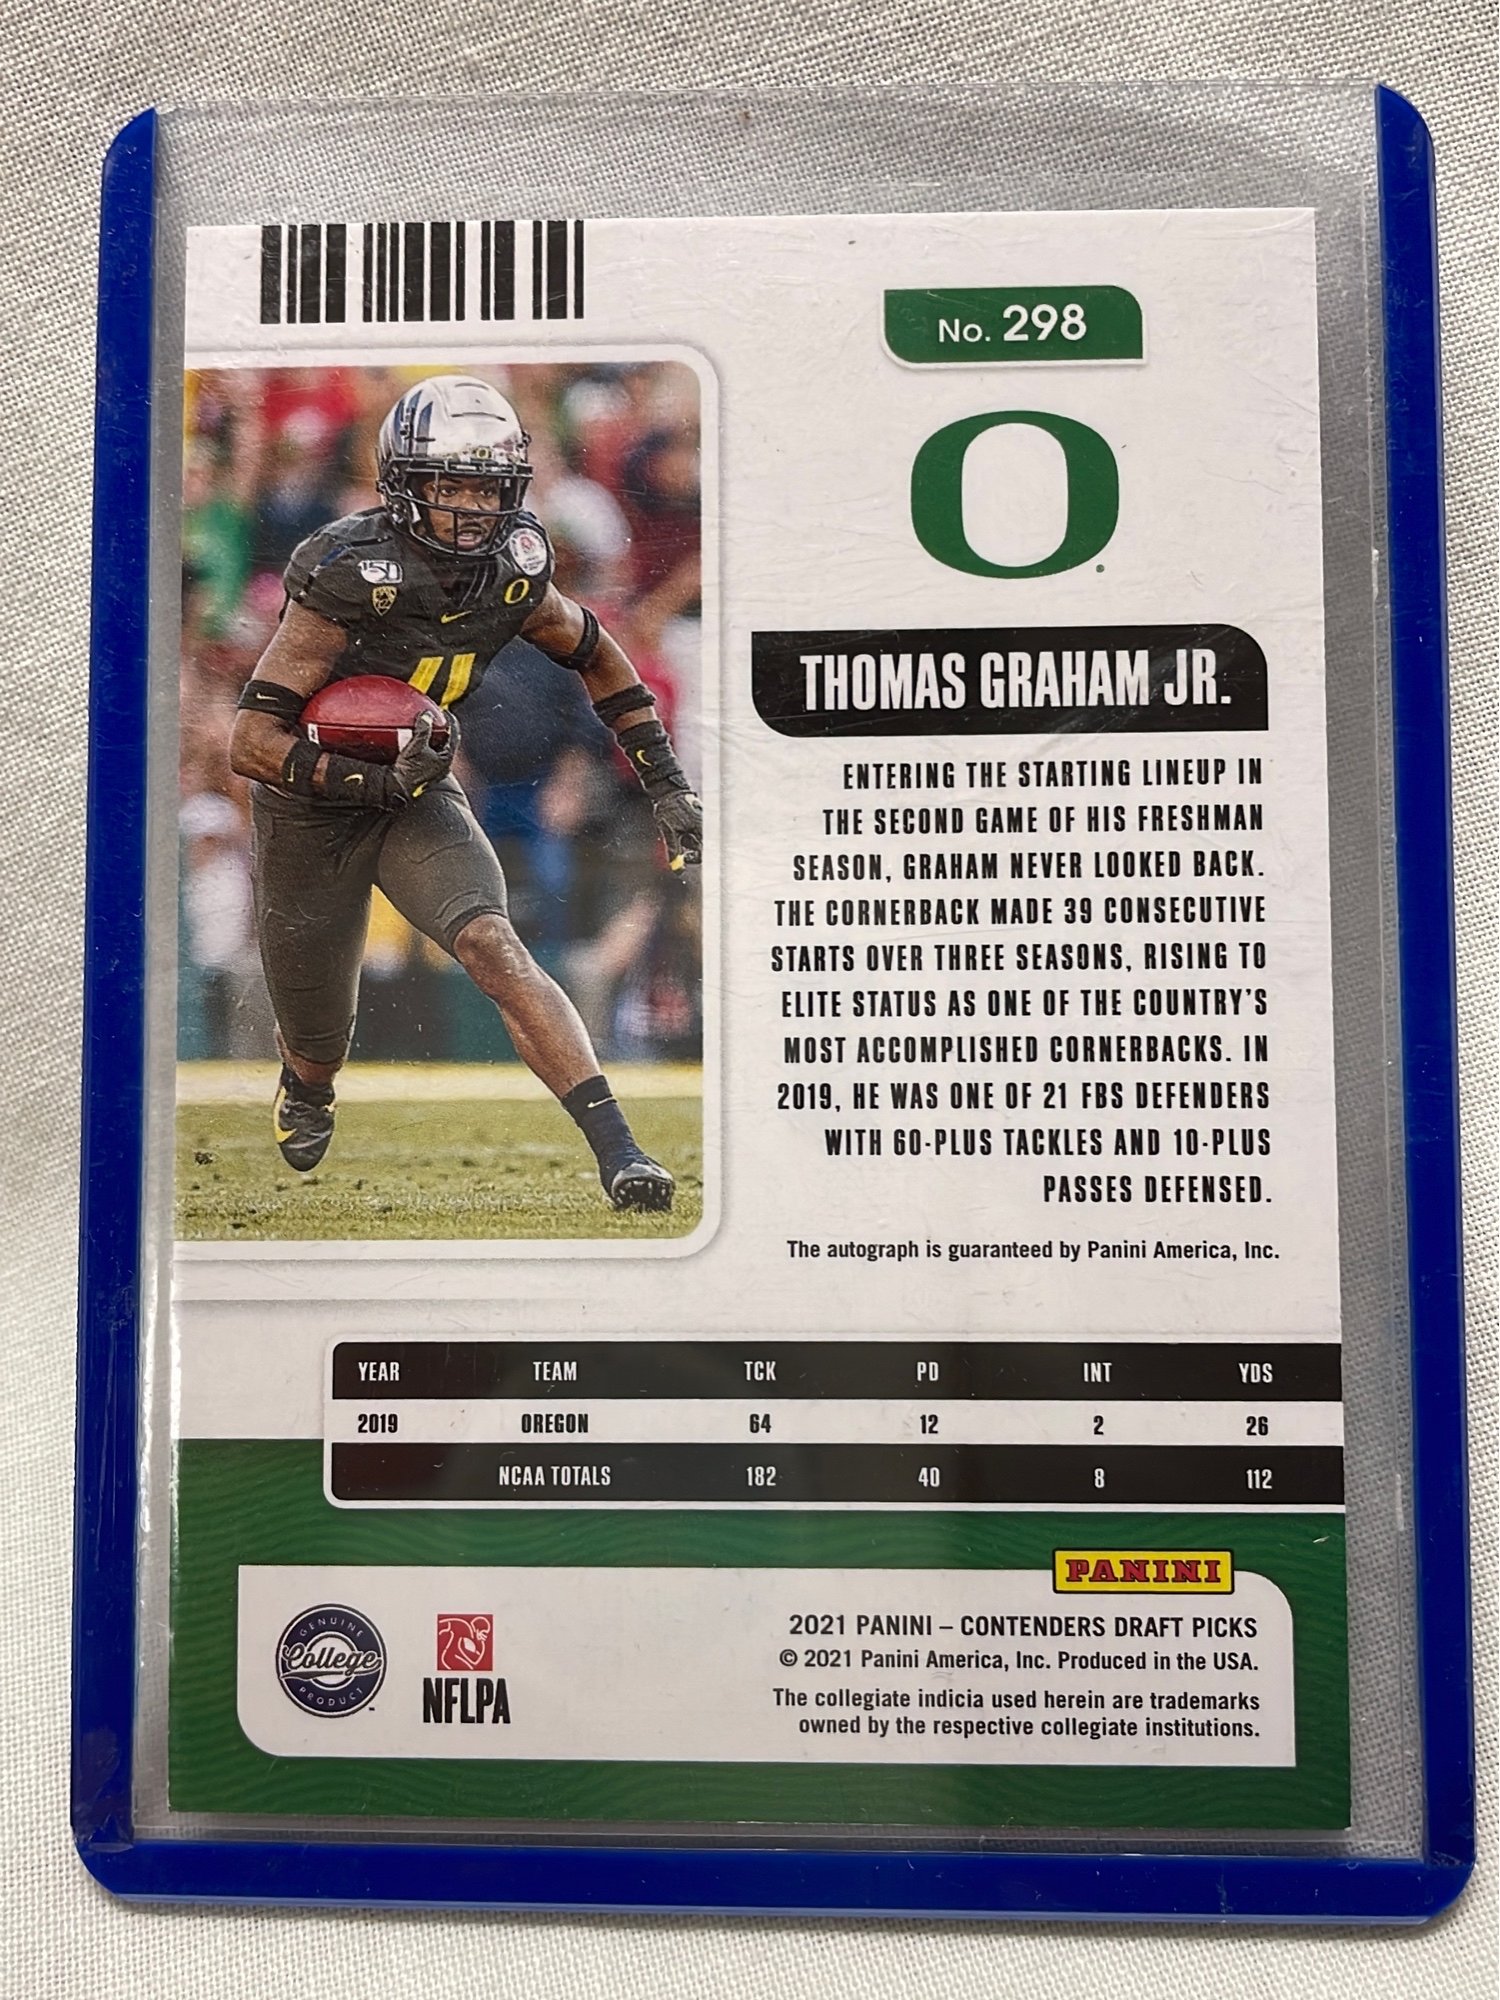 No. 298
O
THOMAS GRAHAM JR.
ENTERING THE STARTING LINEUP IN
THE SECOND GAME OF HIS FRESHMAN
SEASON, GRAHAM NEVER LOOKED BACK.
THE CORNERBACK MADE 39 CONSECUTIVE
STARTS OVER THREE SEASONS, RISING TO
ELITE STATUS AS ONE OF THE COUNTRY'S
MOST ACCOMPLISHED CORNERBACKS. IN
2019, HE WAS ONE OF 21 FBS DEFENDERS
WITH 60-PLUS TACKLES AND 10-PLUS
PASSES DEFENSED.
The autograph is guaranteed by Panini America, Inc.
YEAR TEAM TCK PD INT YDS
2019 OREGON 64 12 2 26
NCAA TOTALS 182 40 8 112
PANINI
2021 PANINI – CONTENDERS DRAFT PICKS
© 2021 Panini America, Inc. Produced in the USA.
The collegiate indicia used herein are trademarks
owned by the respective collegiate institutions.
GENUINE
College
PRODUCT
NFLPA
150
O